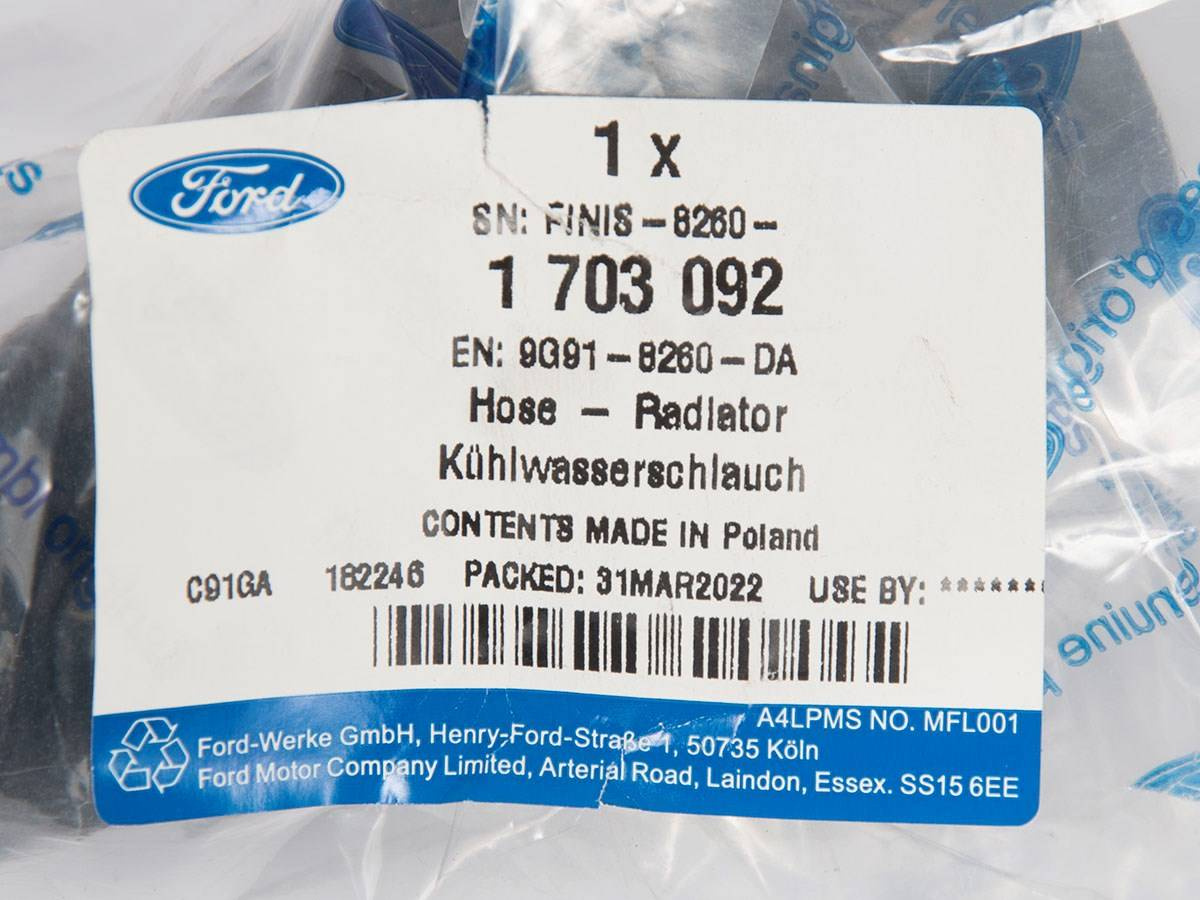 Ford
1 x
SN: FINIS-8260-
1 703 092
EN: 9G91-8260-DA
Hose - Radiator
Kühlwasserschlauch
CONTENTS MADE IN Poland
C91GA 182246 PACKED: 31MAR2022 USE BY: *******
A4LPMS NO. MFL001
Ford-Werke GmbH, Henry-Ford-Straße 1, 50735 Köln
Ford Motor Company Limited, Arterial Road, Laindon, Essex. SS15 6EE